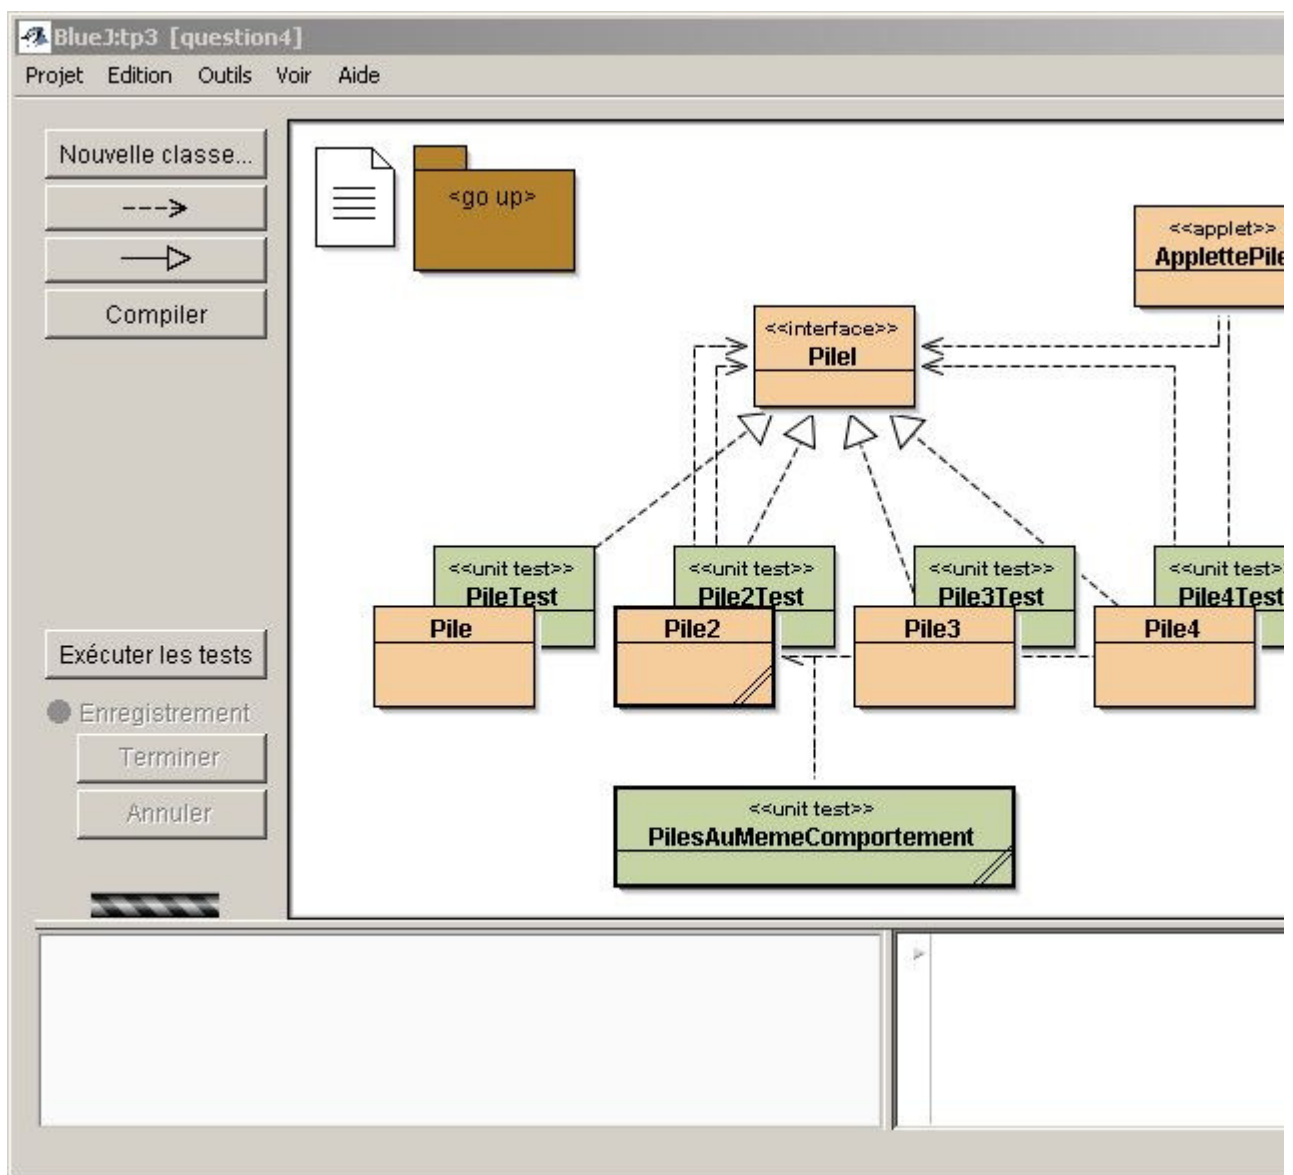 BlueJ:tp3 [question4]
Projet Edition Outils Voir Aide
Nouvelle classe...
Compiler
<go up>
<<applet>>
ApplettePile
<<interface>>
PileI
<<unit test>>
PileTest
<<unit test>>
Pile2Test
<<unit test>>
Pile3Test
<<unit test>
Pile4Test
Pile
Pile2
Pile3
Pile4
<<unit test>>
PilesAuMemeComportement
Exécuter les tests
Enregistrement
Terminer
Annuler